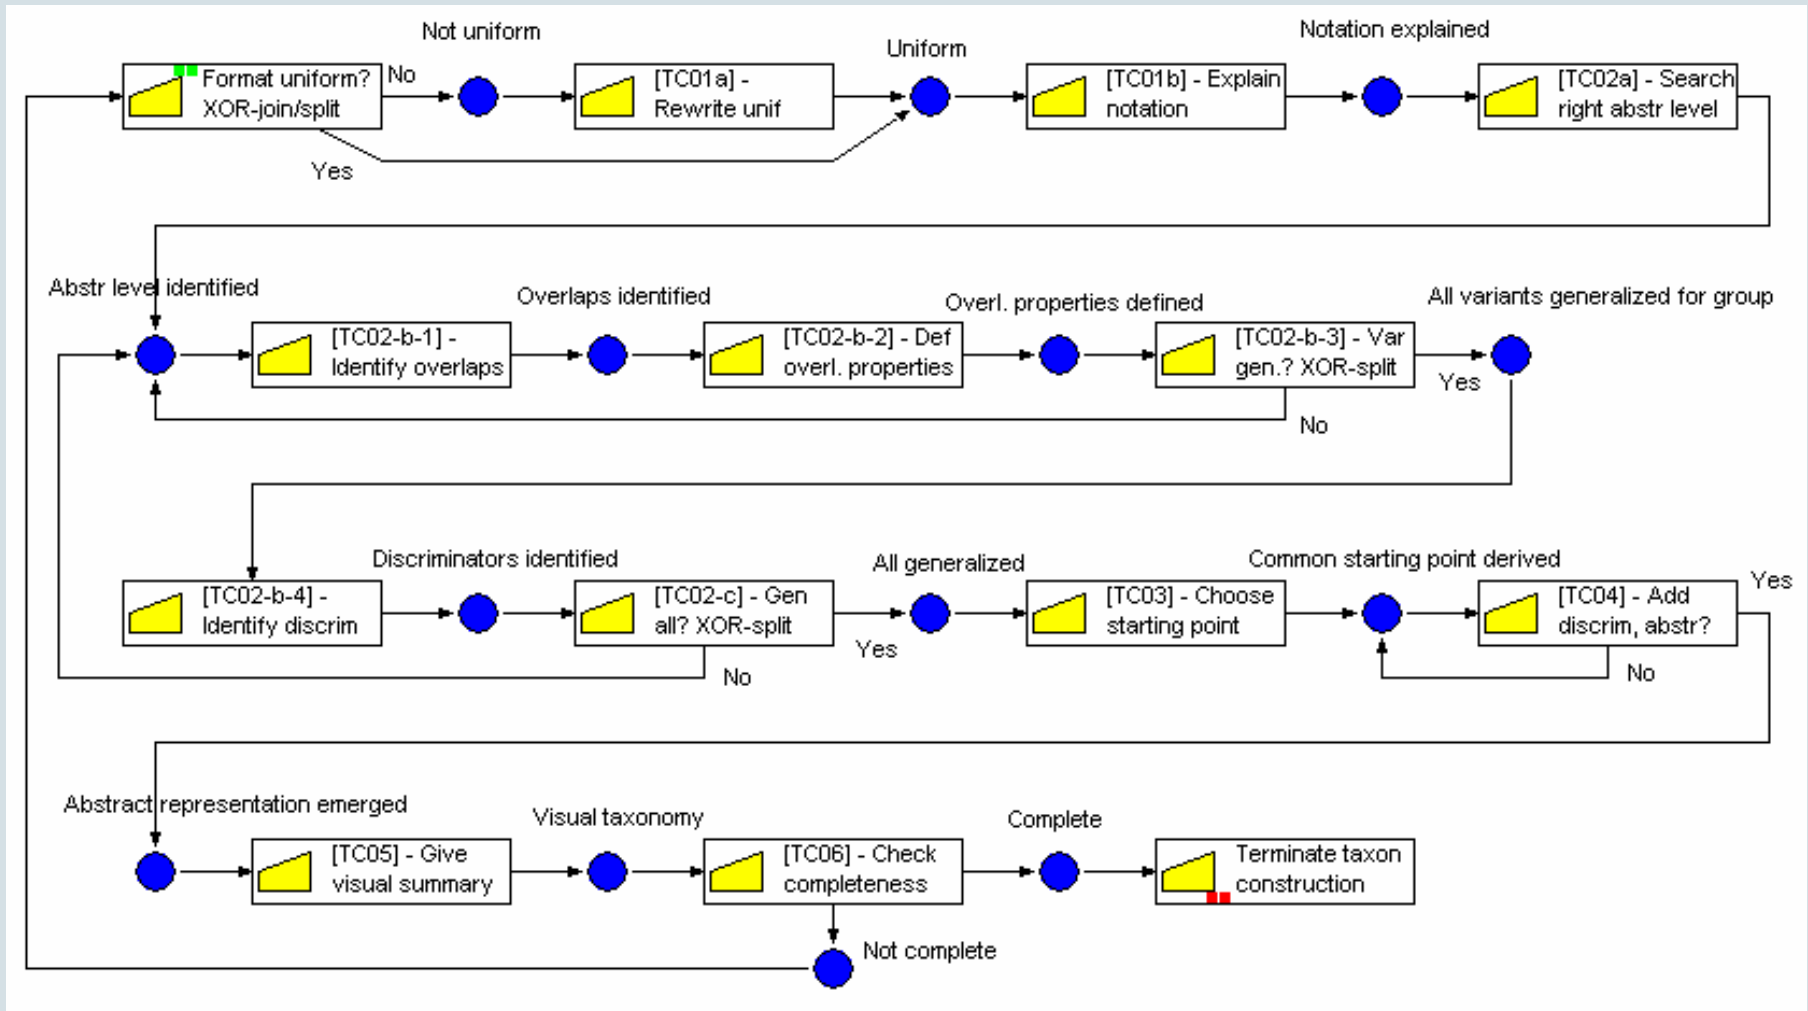 Not uniform
Uniform
Notation explained
Format uniform?
XOR-join/split
No
[TC01a] -
Rewrite unif
[TC01b] - Explain
notation
[TC02a] - Search
right abstr level
Yes
Abstr level identified
Overlaps identified
Overl. properties defined
All variants generalized for group
[TC02-b-1] -
Identify overlaps
[TC02-b-2] - Def
overl. properties
[TC02-b-3] - Var
gen.? XOR-split
Yes
No
Discriminators identified
All generalized
Common starting point derived
[TC02-b-4] -
Identify discrim
[TC02-c] - Gen
all? XOR-split
Yes
No
[TC03] - Choose
starting point
[TC04] - Add
discrim, abstr?
Yes
No
Abstract representation emerged
Visual taxonomy
Complete
[TC05] - Give
visual summary
[TC06] - Check
completeness
Terminate taxon
construction
Not complete